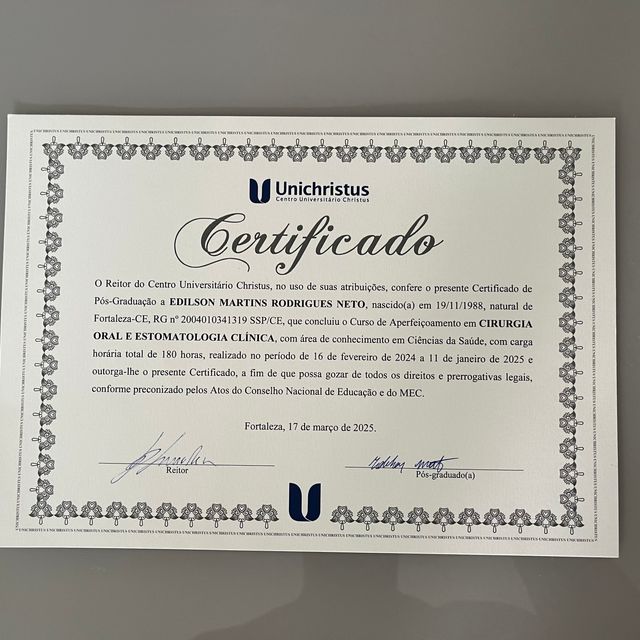 Unichristus
Centro Universitário Christus
Certificado
O Reitor do Centro Universitário Christus, no uso de suas atribuições, confere o presente Certificado de
Pós-Graduação a EDILSON MARTINS RODRIGUES NETO, nascido(a) em 19/11/1988, natural de
Fortaleza-CE, RG nº 2004010341319 SSP/CE, que concluiu o Curso de Aperfeiçoamento em CIRURGIA
ORAL E ESTOMATOLOGIA CLÍNICA, com área de conhecimento em Ciências da Saúde, com carga
horária total de 180 horas, realizado no período de 16 de fevereiro de 2024 a 11 de janeiro de 2025 e
outorga-lhe o presente Certificado, a fim de que possa gozar de todos os direitos e prerrogativas legais,
conforme preconizado pelos Atos do Conselho Nacional de Educação e do MEC.
Fortaleza, 17 de março de 2025.
Reitor
Pós-graduado(a)